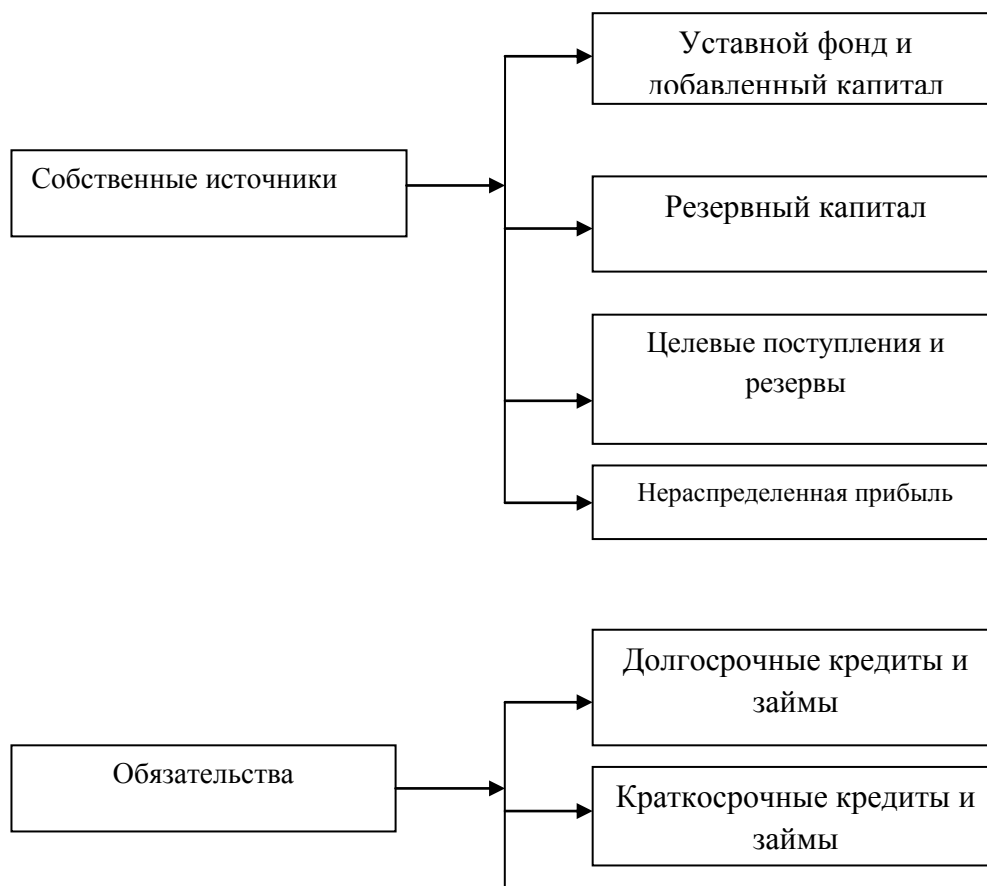 Уставной фонд и
добавленный капитал
Собственные источники
Резервный капитал
Целевые поступления и
резервы
Нераспределенная прибыль
Долгосрочные кредиты и
займы
Обязательства
Краткосрочные кредиты и
займы